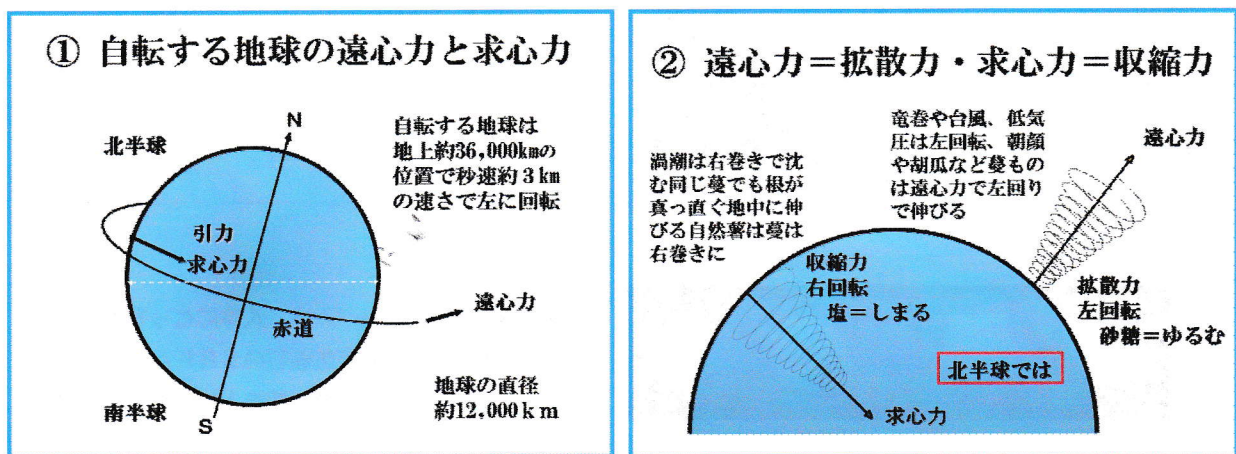 ① 自転する地球の遠心力と求心力
N
北半球
自転する地球は
地上約36,000kmの
位置で秒速約3km
の速さで左に回転
引力
求心力
遠心力
赤道
地球の直径
約12,000km
南半球
S
② 遠心力=拡散力・求心力=収縮力
渦潮は右巻きで沈
む同じ蔓でも根が
真っ直ぐ地中に伸
びる自然薯は蔓は
右巻きに
竜巻や台風、低気
圧は左回転、朝顔
や胡瓜など蔓もの
は遠心力で左回り
で伸びる
遠心力
収縮力
右回転
塩=しまる
拡散力
左回転
砂糖=ゆるむ
北半球では
求心力